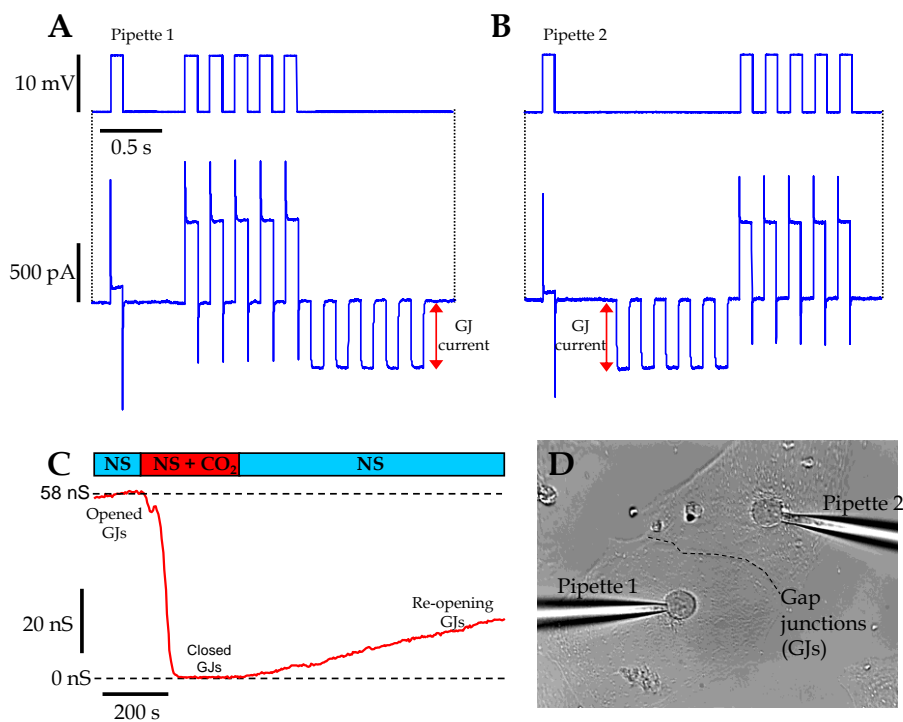 A
Pipette 1
10 mV
0.5 s
500 pA
GJ
current
B
Pipette 2
GJ
current
C
NS
NS + CO₂
NS
58 nS
Opened
GJs
20 nS
0 nS
Closed
GJs
Re-opening
GJs
200 s
D
Pipette 2
Pipette 1
Gap
junctions
(GJs)